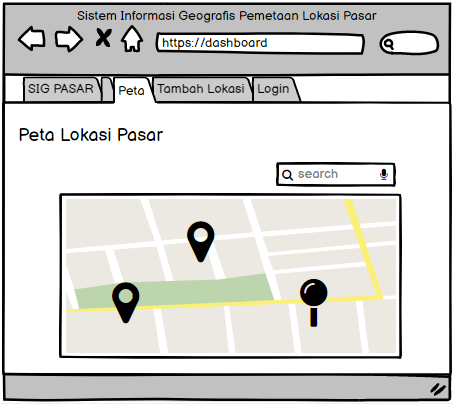 Sistem Informasi Geografis Pemetaan Lokasi Pasar
https://dashboard
SIG PASAR Peta Tambah Lokasi Login
Peta Lokasi Pasar
search